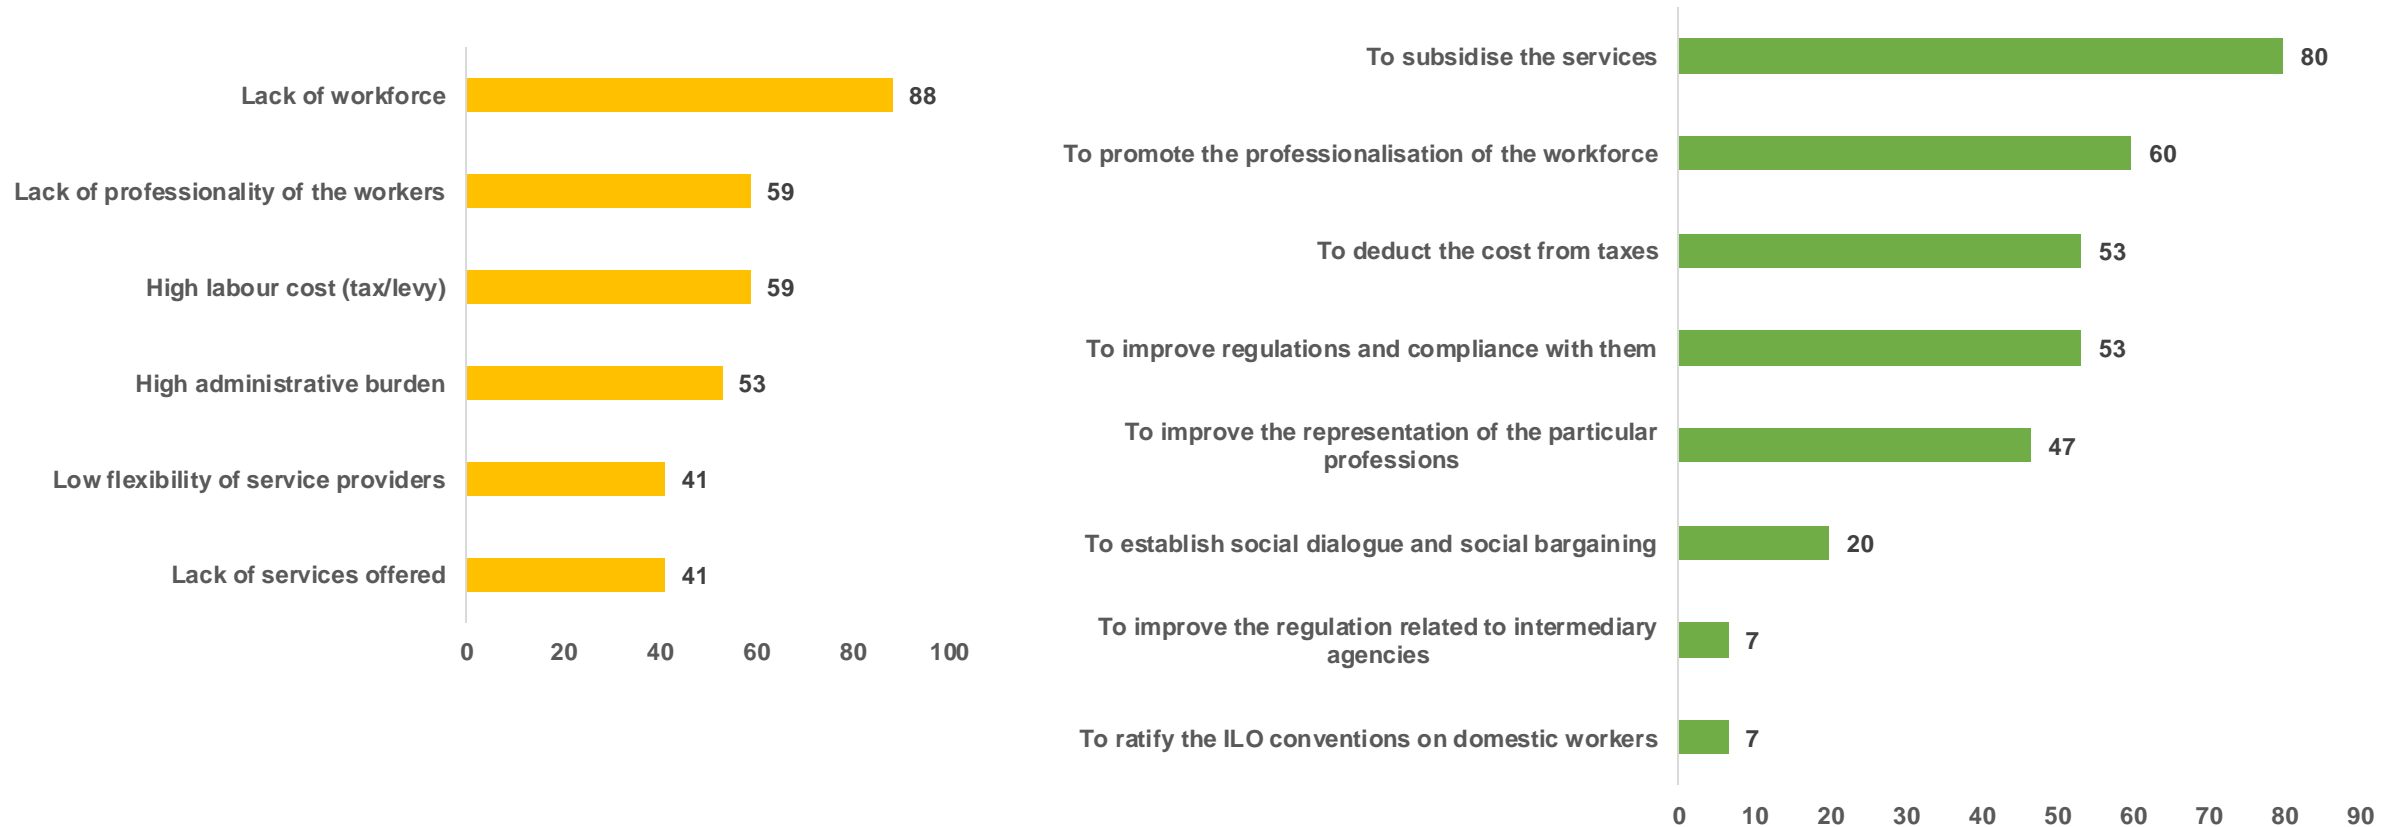 Lack of workforce 88
Lack of professionality of the workers 59
High labour cost (tax/levy) 59
High administrative burden 53
Low flexibility of service providers 41
Lack of services offered 41
0 20 40 60 80 100
To subsidise the services 80
To promote the professionalisation of the workforce 60
To deduct the cost from taxes 53
To improve regulations and compliance with them 53
To improve the representation of the particular
professions 47
To establish social dialogue and social bargaining 20
To improve the regulation related to intermediary
agencies 7
To ratify the ILO conventions on domestic workers 7
0 10 20 30 40 50 60 70 80 90